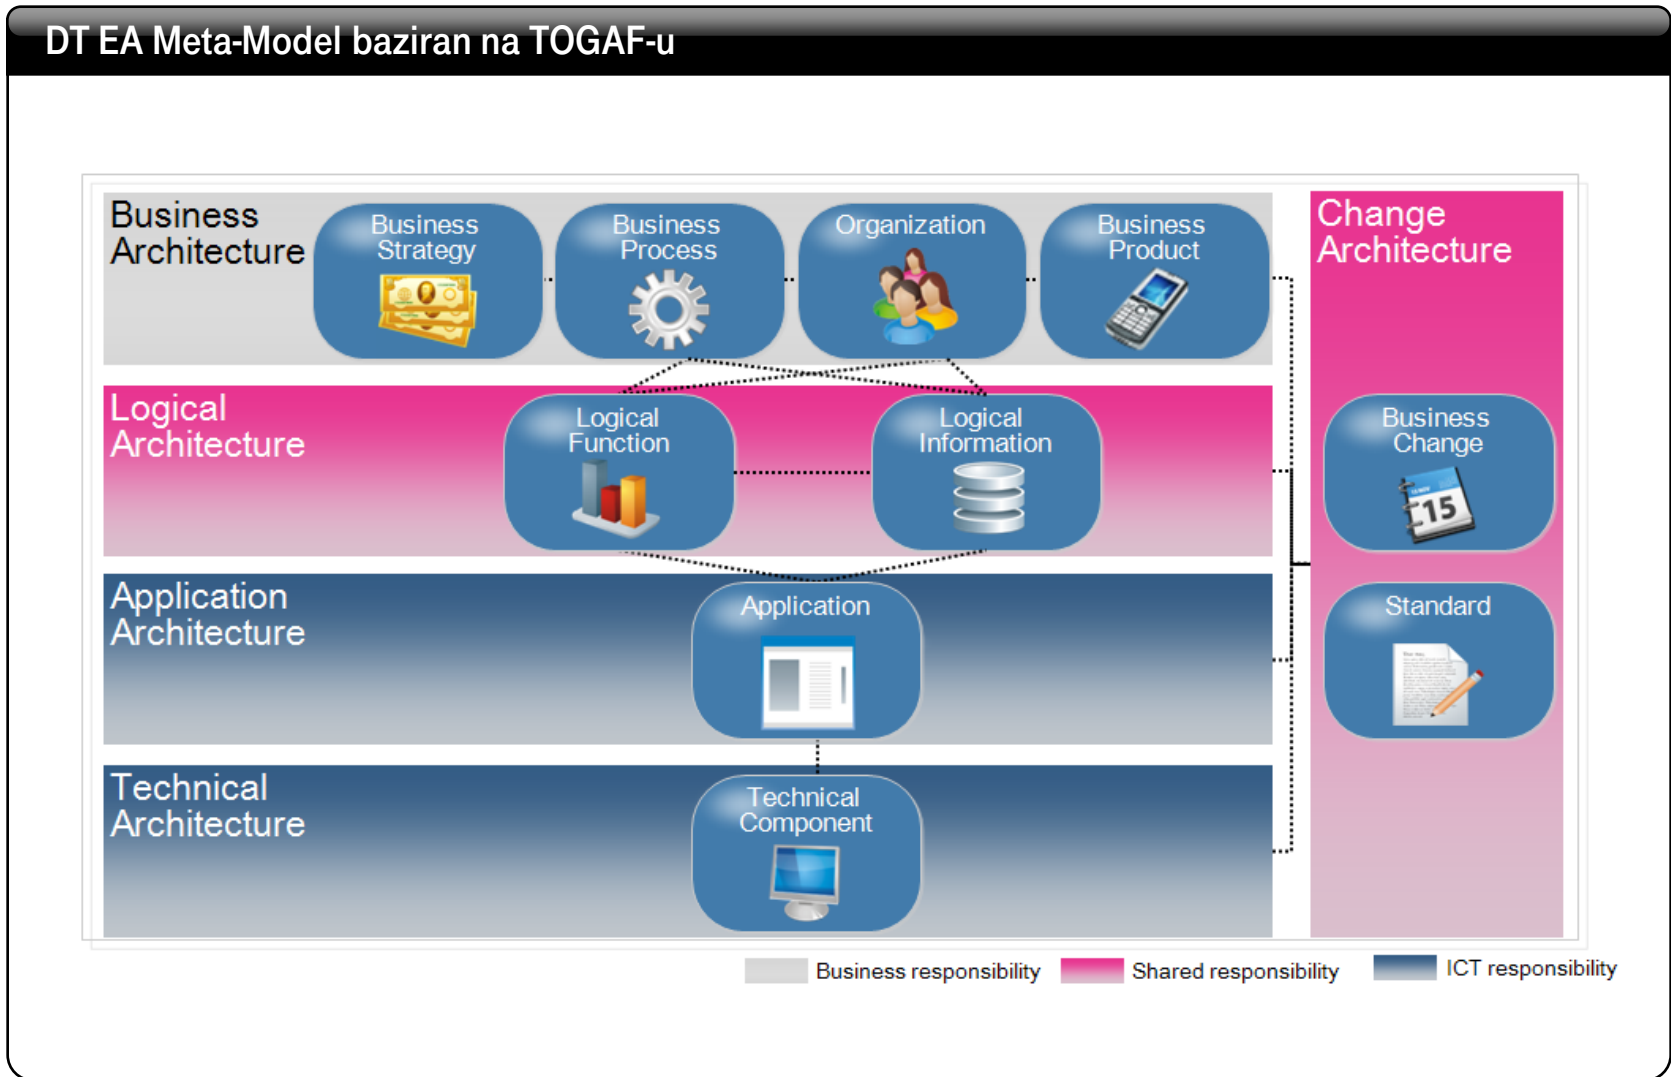 DT EA Meta-Model baziran na TOGAF-u
Business
Architecture
Business
Strategy
Business
Process
Organization
Business
Product
Change
Architecture
Logical
Architecture
Logical
Function
Logical
Information
Business
Change
15
Application
Architecture
Application
Standard
Technical
Architecture
Technical
Component
Business responsibility
Shared responsibility
ICT responsibility